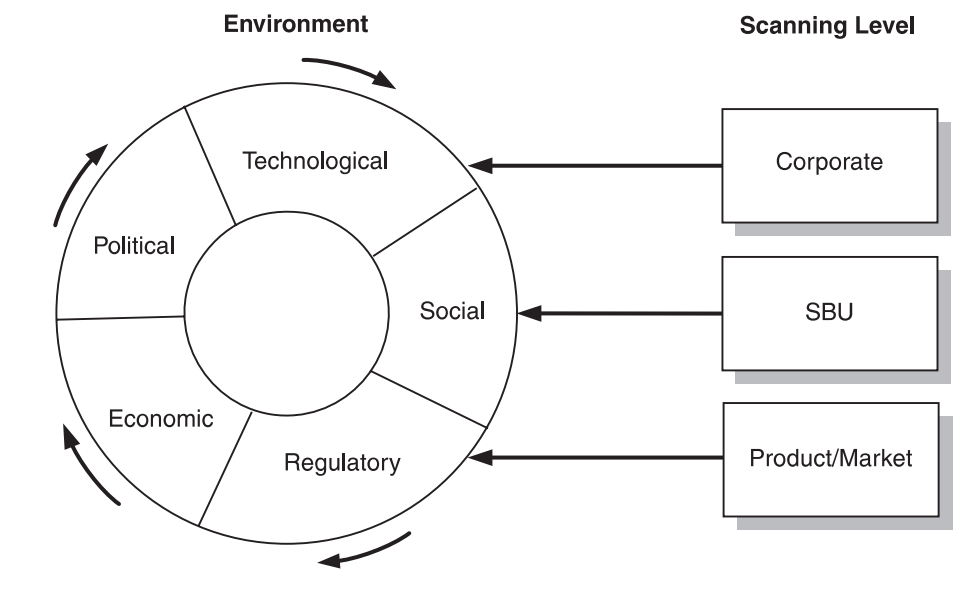 Environment
Scanning Level
Technological
Corporate
Political
Social
SBU
Economic
Regulatory
Product/Market